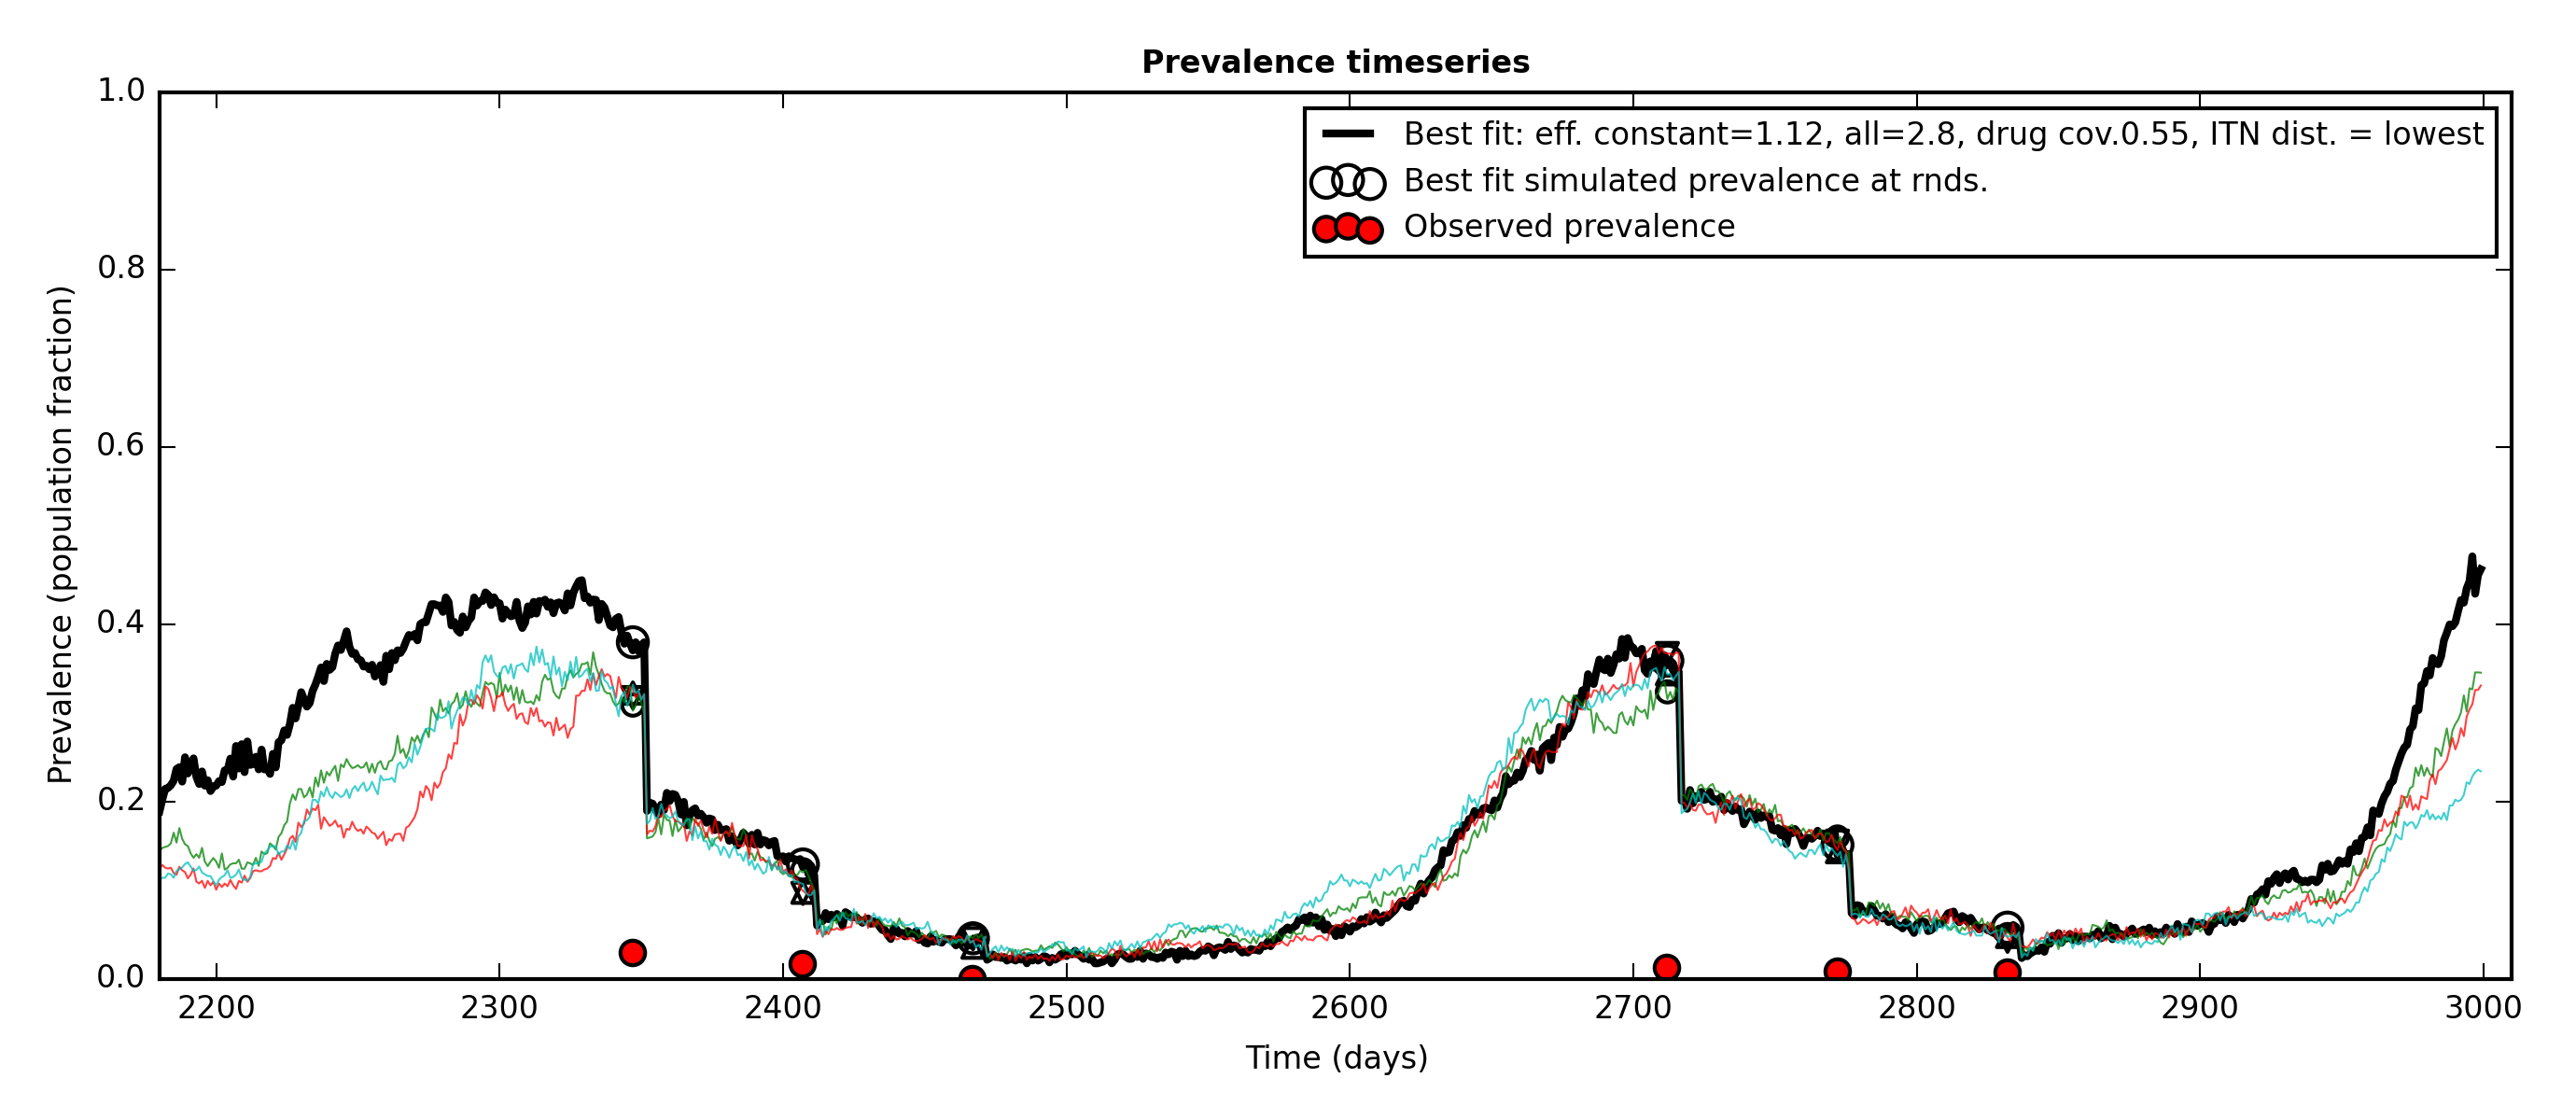 Prevalence timeseries
1.0
0.8
0.6
0.4
0.2
0.0
Prevalence (population fraction)
Best fit: eff. constant=1.12, all=2.8, drug cov.0.55, ITN dist. = lowest
Best fit simulated prevalence at rnds.
Observed prevalence
2200 2300 2400 2500 2600 2700 2800 2900 3000
Time (days)